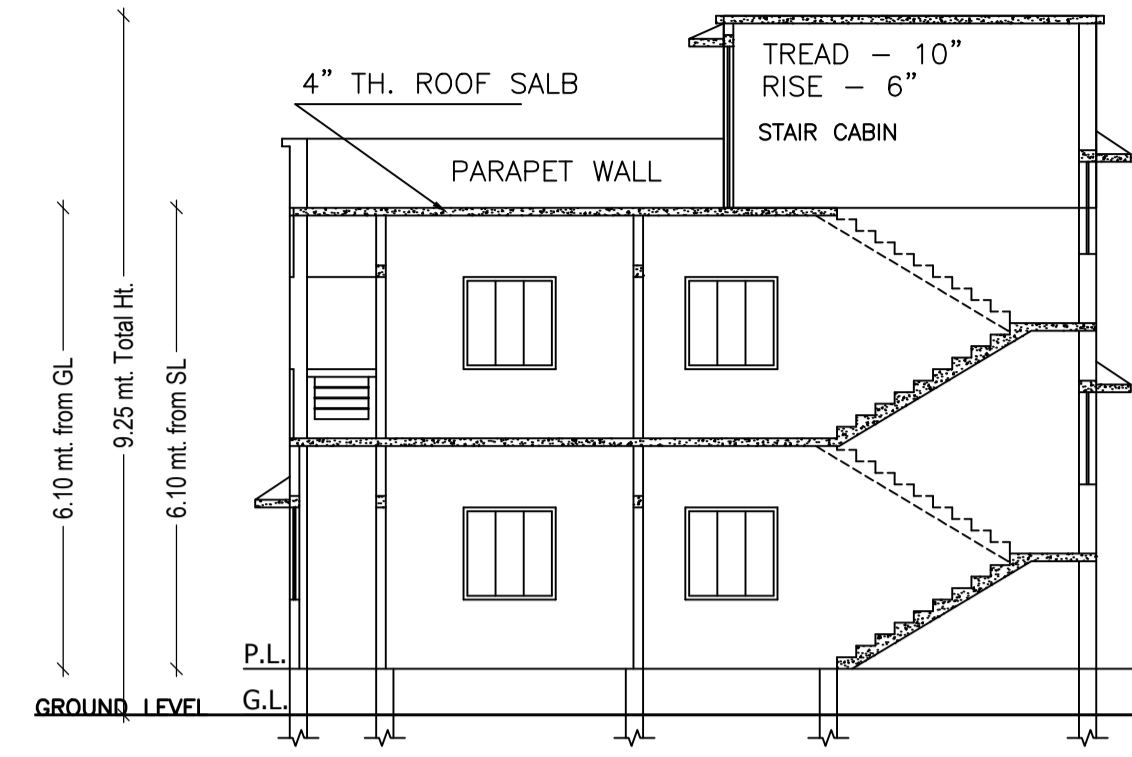 TREAD – 10”
RISE – 6”
STAIR CABIN
4” TH. ROOF SALB
PARAPET WALL
6.10 mt. from GL
9.25 mt. Total Ht.
6.10 mt. from SL
P.L.
G.L.
GROUND LEVEL